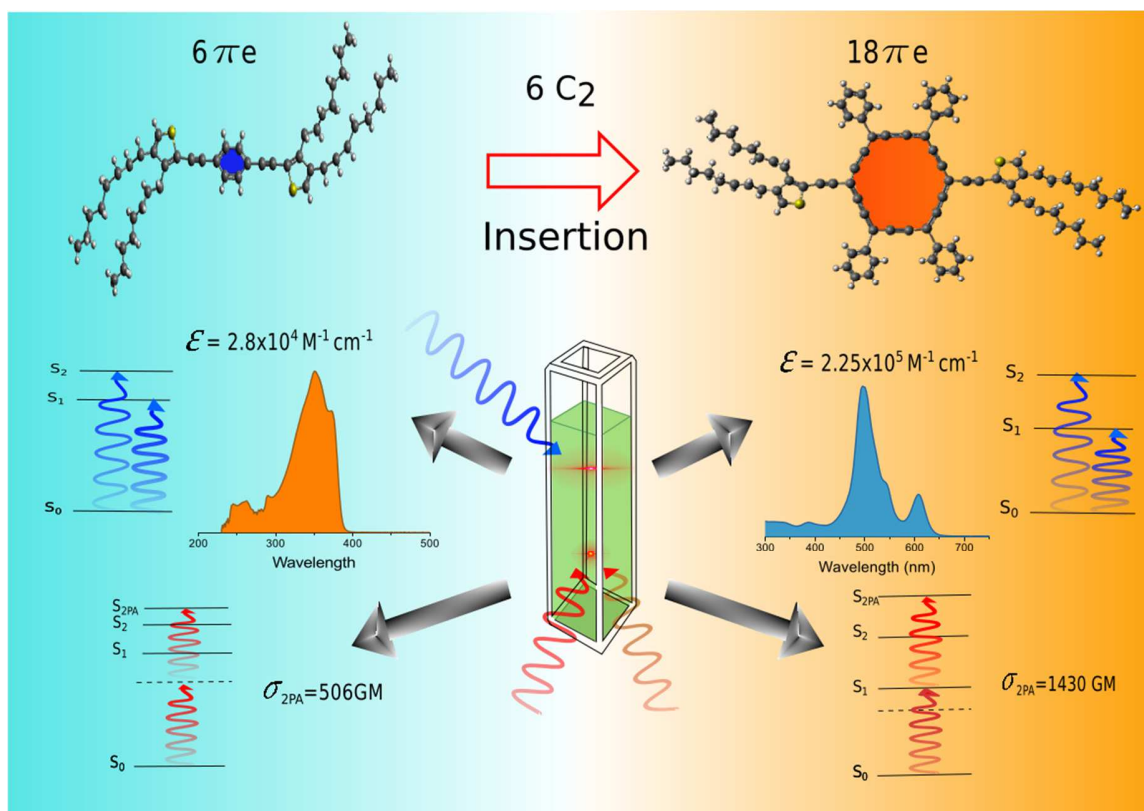 6πe
6 C2
18πe
Insertion
ε = 2.8x10⁴ M⁻¹ cm⁻¹
ε = 2.25x10⁵ M⁻¹ cm⁻¹
S₂
S₁
S₀
200 300 400 500
Wavelength
300 400 500 600 700
Wavelength (nm)
S₂
S₁
S₀
S₂PA
S₂
S₁
S₀
σ₂PA=506GM
S₂PA
S₂
S₁
S₀
σ₂PA=1430 GM